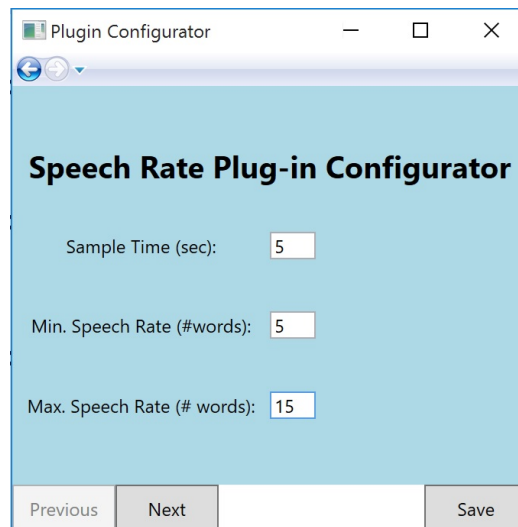 Plugin Configurator
Speech Rate Plug-in Configurator
Sample Time (sec): 5
Min. Speech Rate (#words): 5
Max. Speech Rate (# words): 15
Previous Next Save